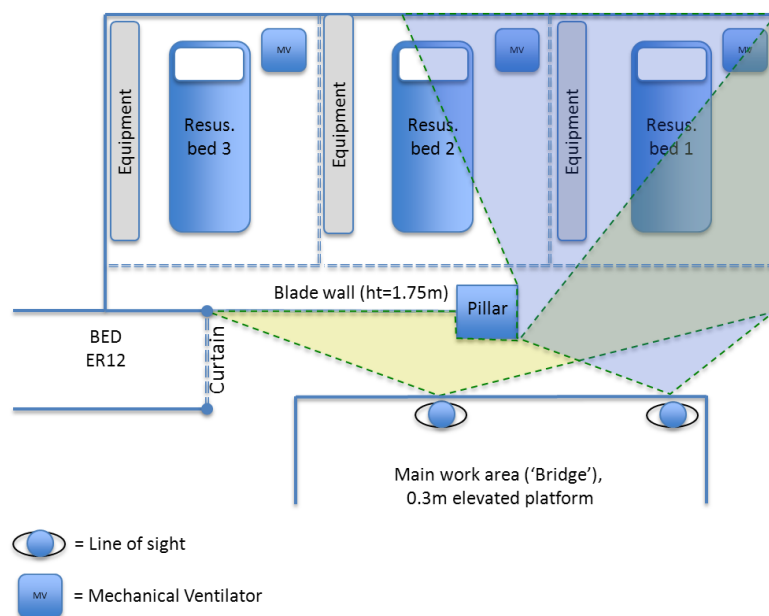 MV
MV
MV
Equipment
Resus.
bed 3
Equipment
Resus.
bed 2
Equipment
Resus.
bed 1
Blade wall (ht=1.75m)
Pillar
BED
ER12
Curtain
Main work area (‘Bridge’),
0.3m elevated platform
= Line of sight
MV
= Mechanical Ventilator